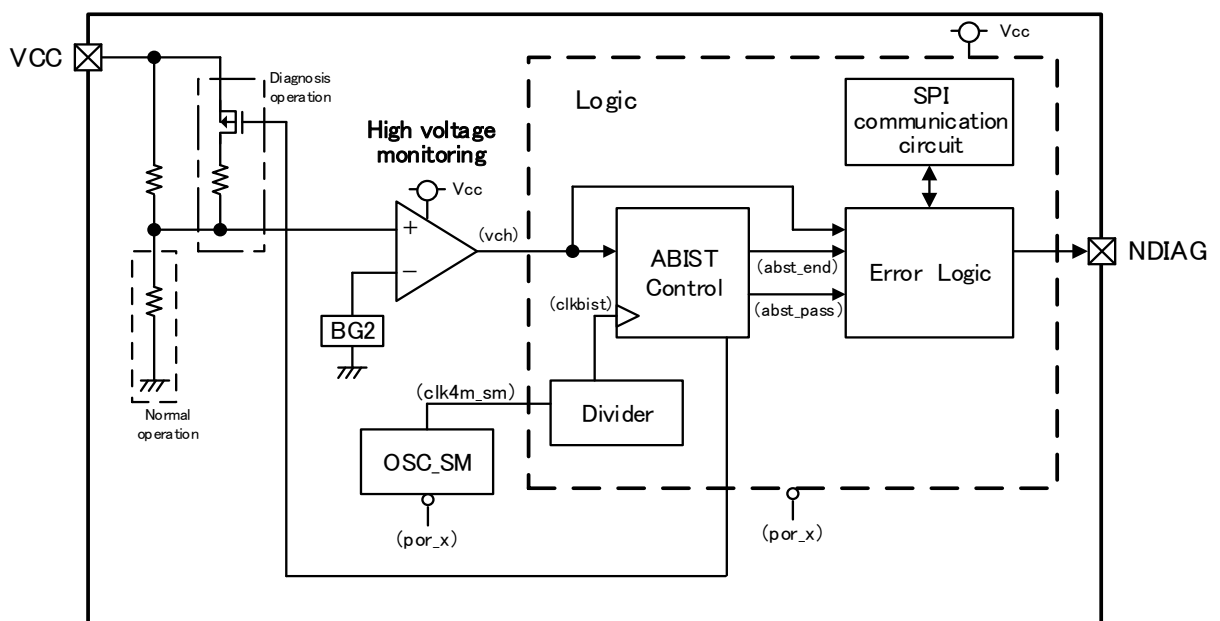 VCC
Vcc
Diagnosis
operation
Logic
SPI
communication
circuit
High voltage
monitoring
Vcc
+
(vch)
−
ABIST
Control
(abst_end)
(abst_pass)
Error Logic
NDIAG
(clkbist)
BG2
(clk4m_sm)
Divider
Normal
operation
OSC_SM
(por_x)
(por_x)